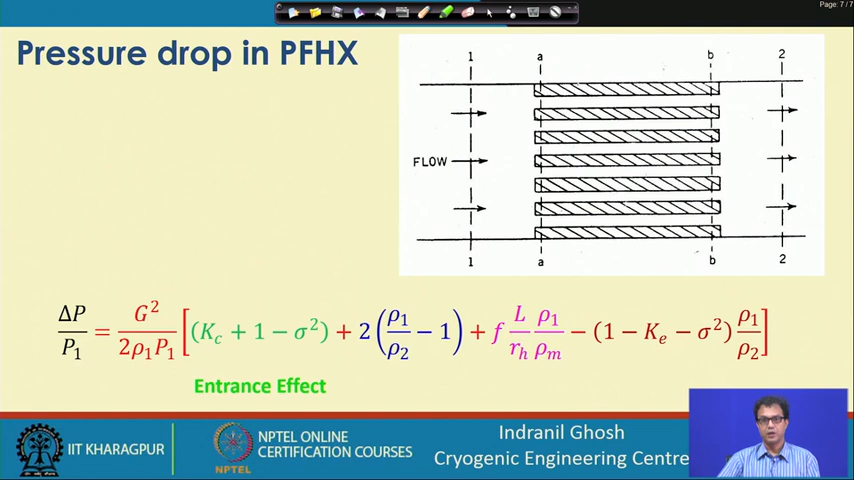 Page: 7 / 7
Pressure drop in PFHX
1 a b 2
FLOW
1 a b 2
ΔP/P₁ = G²/(2ρ₁P₁) [(K_c + 1 − σ²) + 2(ρ₁/ρ₂ − 1) + f L/r_h ρ₁/ρ_m − (1 − K_e − σ²) ρ₁/ρ₂]
Entrance Effect
IIT KHARAGPUR
NPTEL
NPTEL ONLINE
CERTIFICATION COURSES
Indranil Ghosh
Cryogenic Engineering Centre